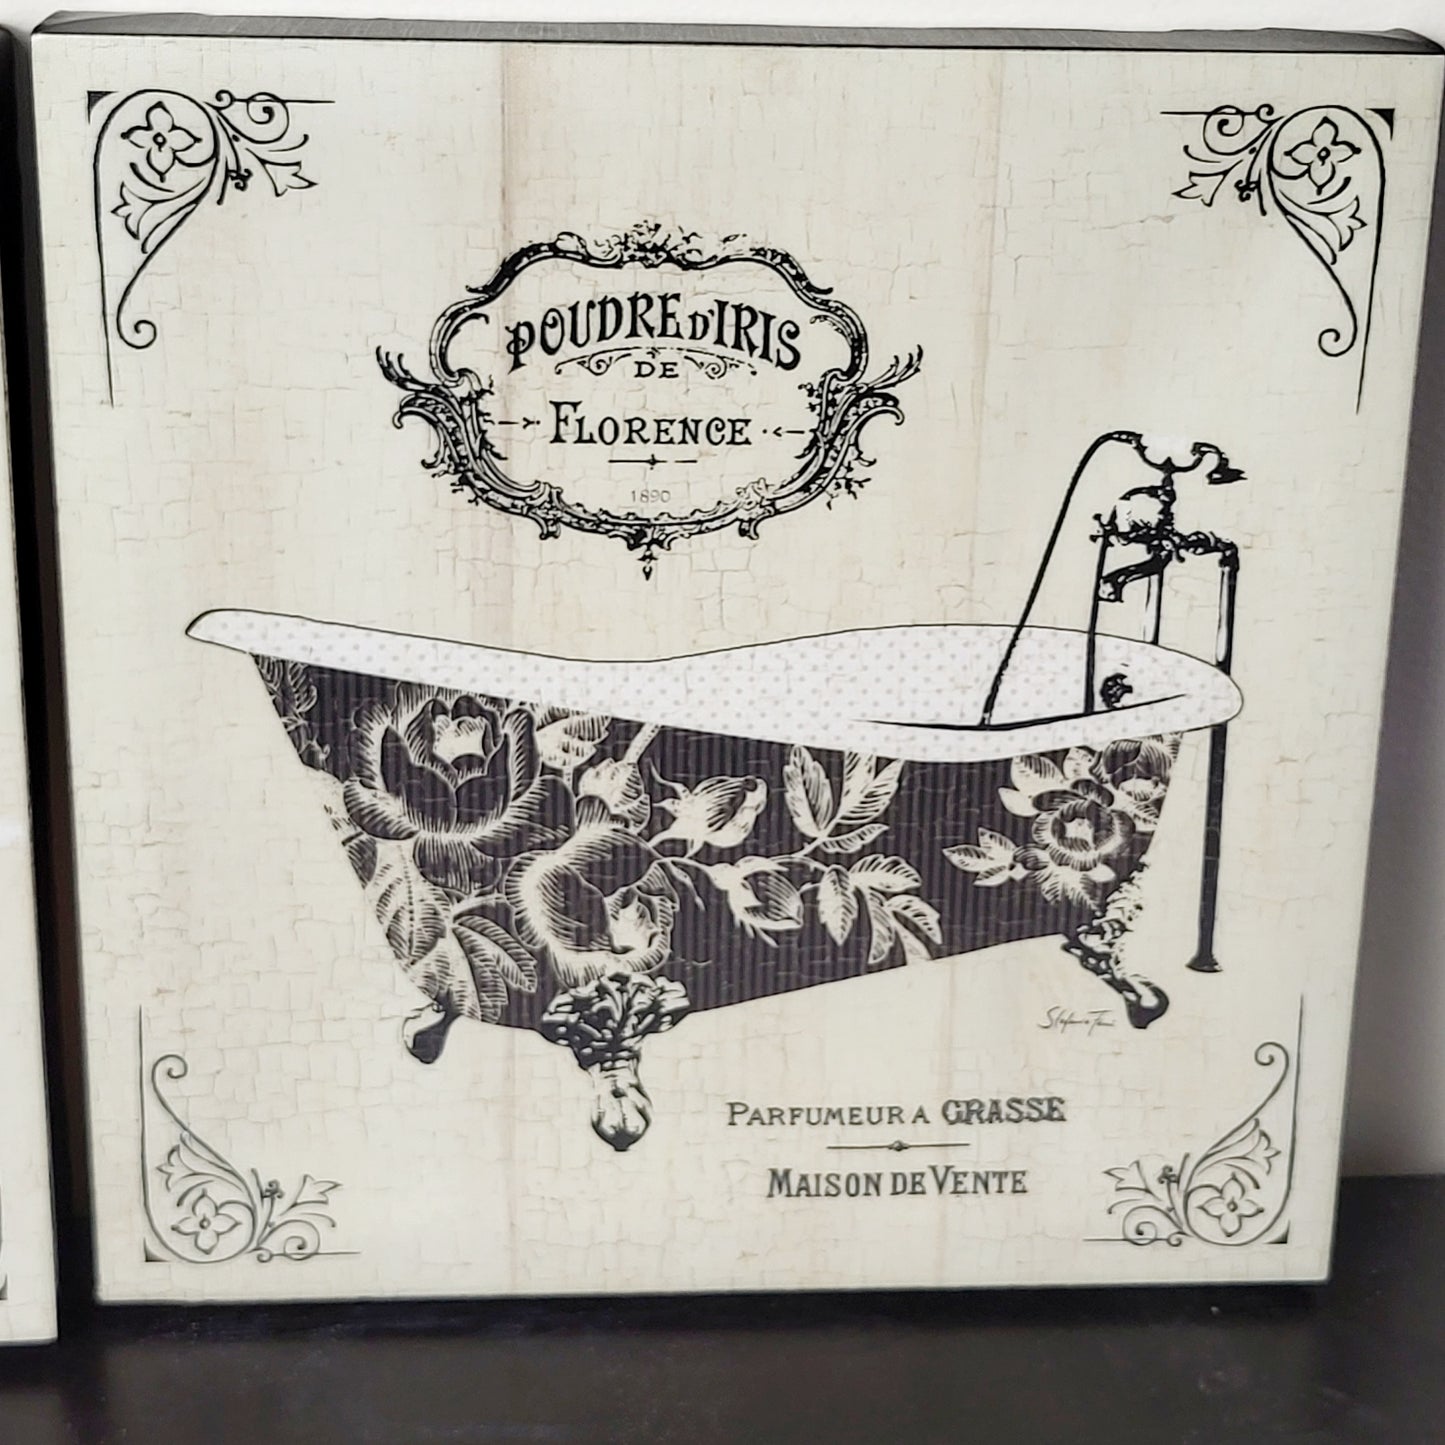 POUDRE D'IRIS
DE
FLORENCE
1890
PARFUMEUR A GRASSE
MAISON DE VENTE